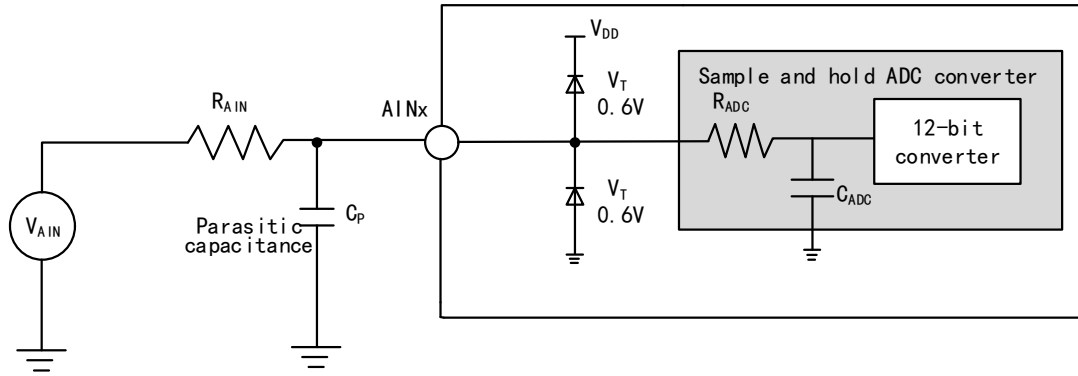 V_DD
Sample and hold ADC converter
V_T
0.6V
R_AIN
AINx
R_ADC
12-bit
converter
V_AIN
Parasitic
capacitance
C_P
V_T
0.6V
C_ADC